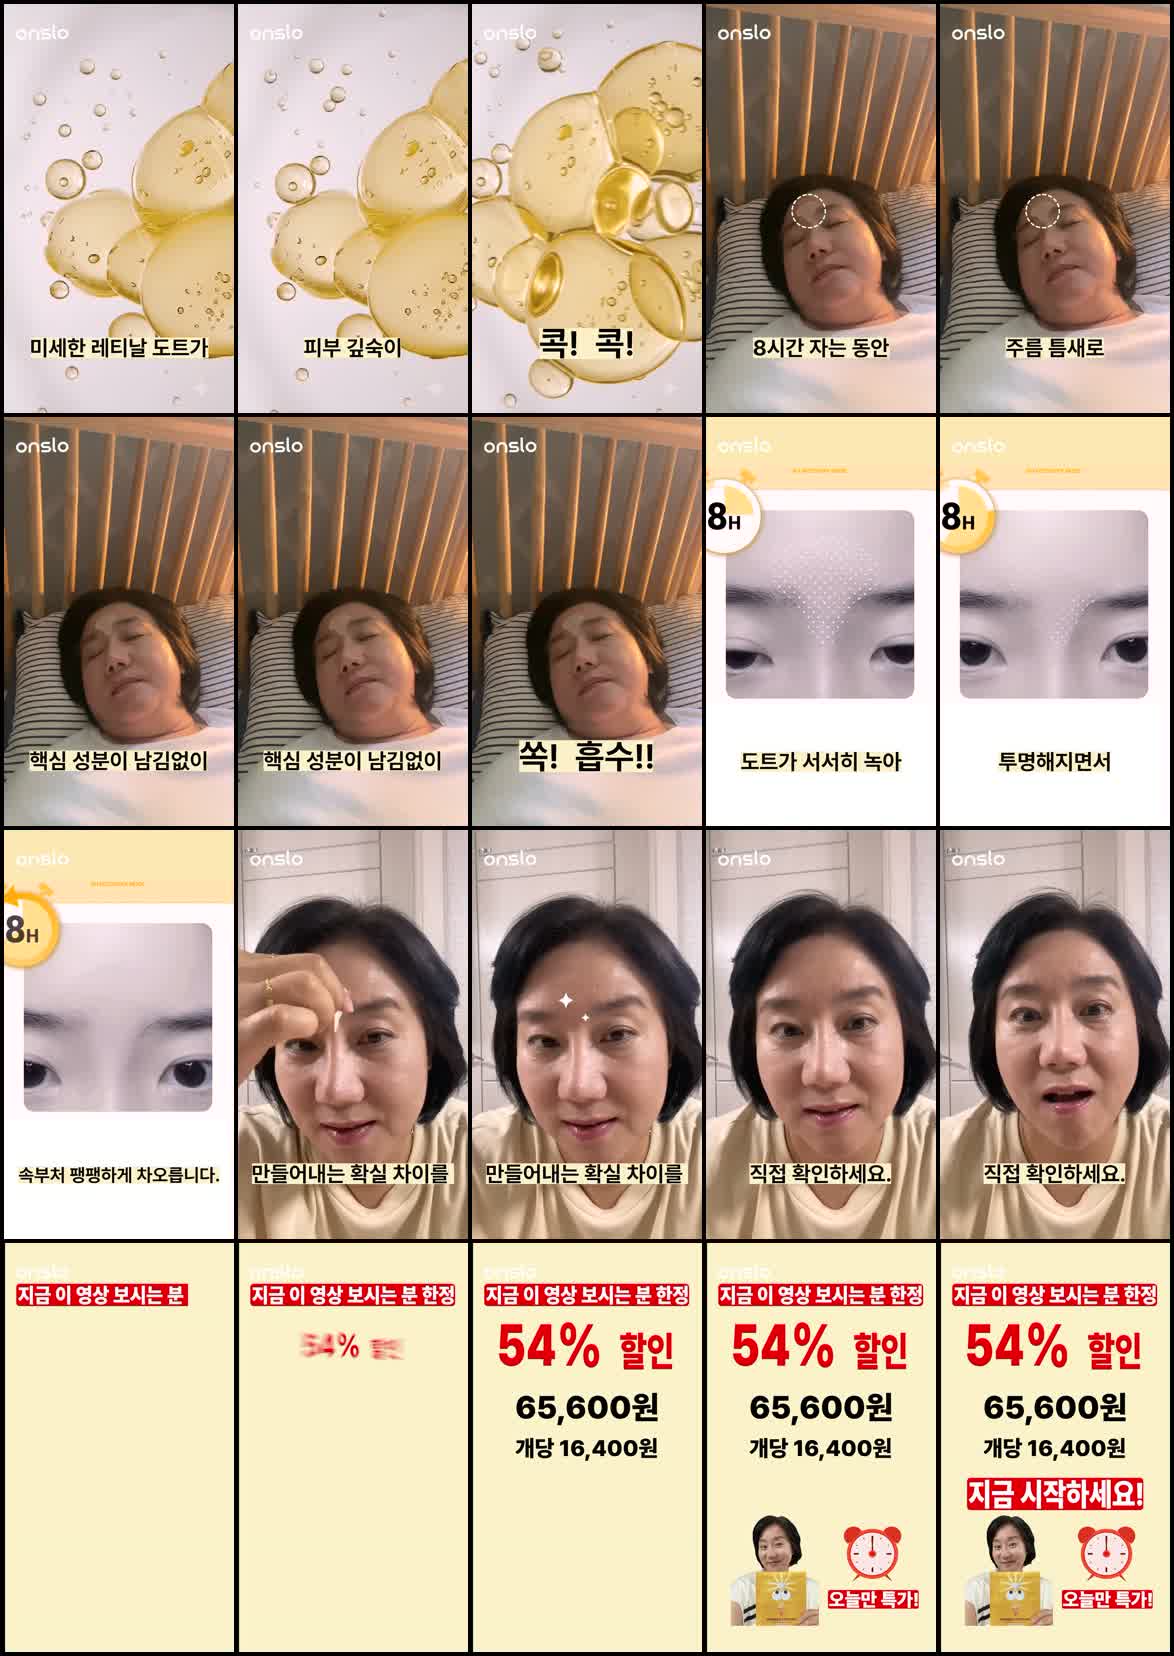 onslo
미세한 레티날 도트가
onslo
피부 깊숙이
onslo
콕! 콕!
onslo
8시간 자는 동안
onslo
주름 틈새로
onslo
핵심 성분이 남김없이
onslo
핵심 성분이 남김없이
onslo
쏙! 흡수!!
onslo
8H
도트가 서서히 녹아
onslo
8H
투명해지면서
onslo
8H
속부처 팽팽하게 차오릅니다.
onslo
만들어내는 확실 차이를
onslo
만들어내는 확실 차이를
onslo
직접 확인하세요.
onslo
직접 확인하세요.
onslo
지금 이 영상 보시는 분
onslo
지금 이 영상 보시는 분 한정
54% 할인
onslo
지금 이 영상 보시는 분 한정
54% 할인
65,600원
개당 16,400원
onslo
지금 이 영상 보시는 분 한정
54% 할인
65,600원
개당 16,400원
오늘만 특가!
onslo
지금 이 영상 보시는 분 한정
54% 할인
65,600원
개당 16,400원
지금 시작하세요!
오늘만 특가!